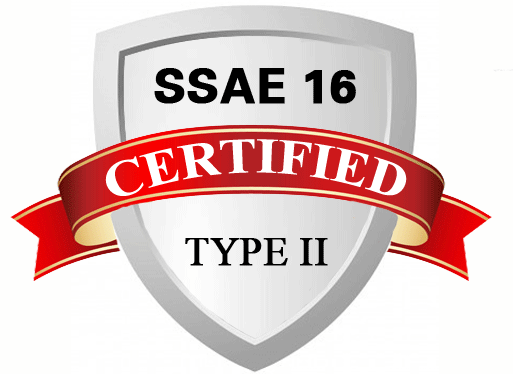 SSAE 16
CERTIFIED
TYPE II